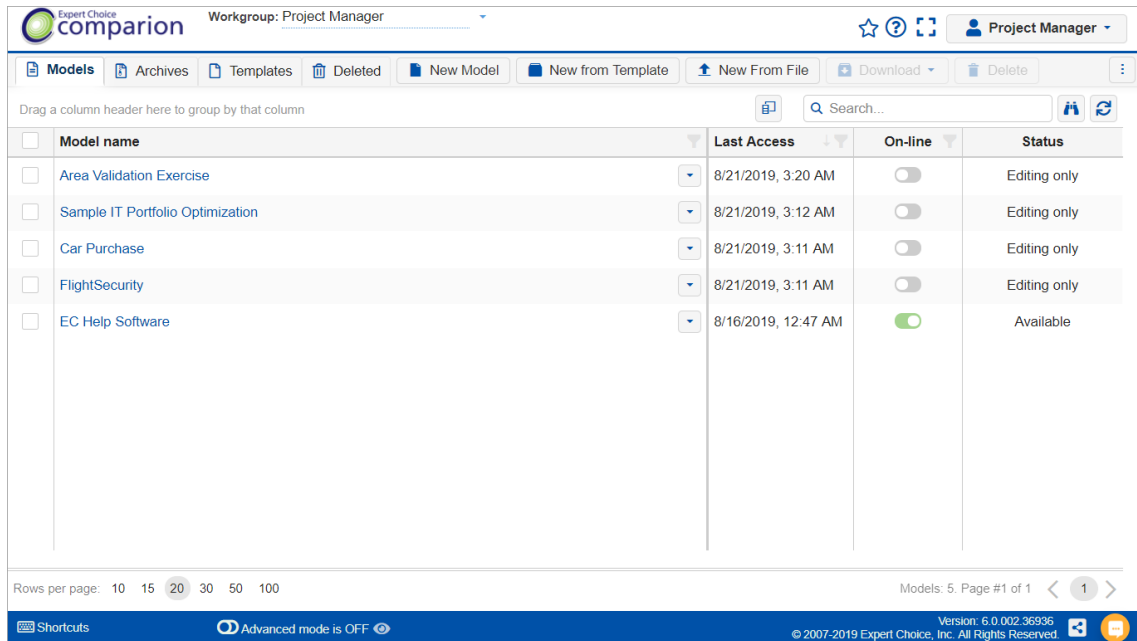 Expert Choice
comparion
Workgroup: Project Manager
Project Manager
Models Archives Templates Deleted New Model New from Template New From File Download Delete
Drag a column header here to group by that column
Search...
Model name Last Access On-line Status
Area Validation Exercise 8/21/2019, 3:20 AM Editing only
Sample IT Portfolio Optimization 8/21/2019, 3:12 AM Editing only
Car Purchase 8/21/2019, 3:11 AM Editing only
FlightSecurity 8/21/2019, 3:11 AM Editing only
EC Help Software 8/16/2019, 12:47 AM Available
Rows per page: 10 15 20 30 50 100 Models: 5. Page #1 of 1 1
Shortcuts Advanced mode is OFF Version: 6.0.002.36936
© 2007-2019 Expert Choice, Inc. All Rights Reserved.